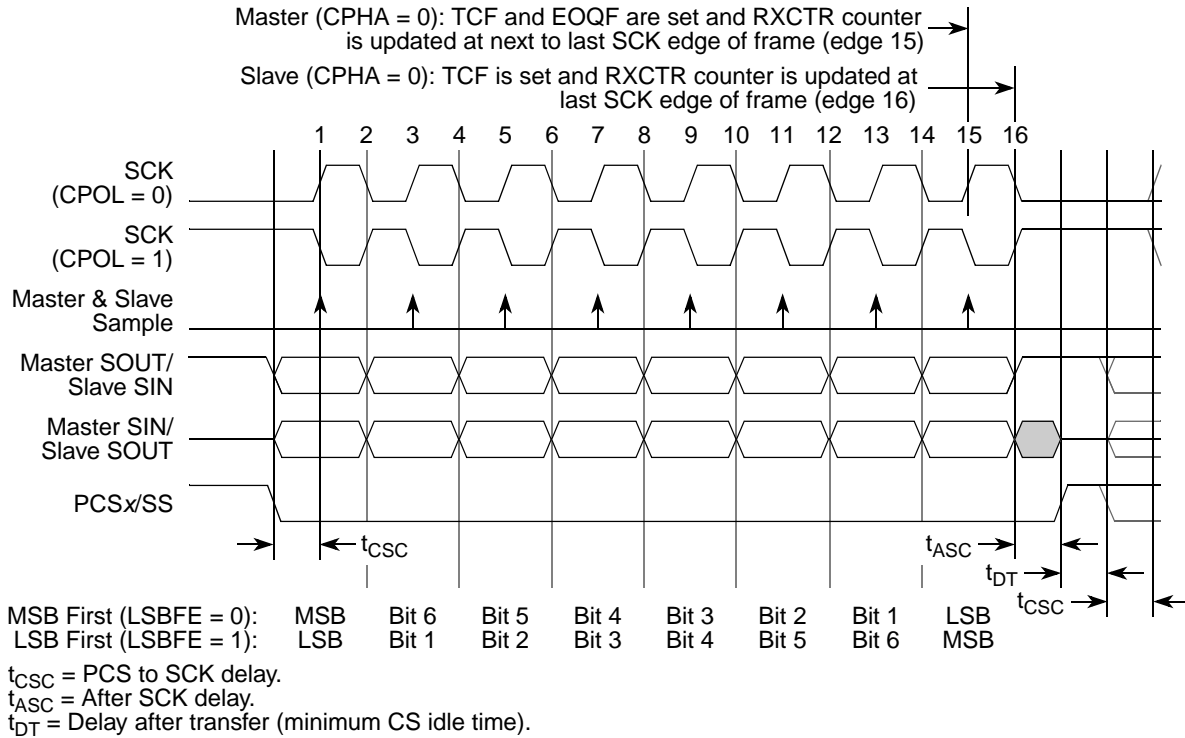 Master (CPHA = 0): TCF and EOQF are set and RXCTR counter
is updated at next to last SCK edge of frame (edge 15)
Slave (CPHA = 0): TCF is set and RXCTR counter is updated at
last SCK edge of frame (edge 16)
1 2 3 4 5 6 7 8 9 10 11 12 13 14 15 16
SCK
(CPOL = 0)
SCK
(CPOL = 1)
Master & Slave
Sample
Master SOUT/
Slave SIN
Master SIN/
Slave SOUT
PCSx/SS
tCSC tASC
tDT
tCSC
MSB First (LSBFE = 0): MSB Bit 6 Bit 5 Bit 4 Bit 3 Bit 2 Bit 1 LSB
LSB First (LSBFE = 1): LSB Bit 1 Bit 2 Bit 3 Bit 4 Bit 5 Bit 6 MSB
tCSC = PCS to SCK delay.
tASC = After SCK delay.
tDT = Delay after transfer (minimum CS idle time).